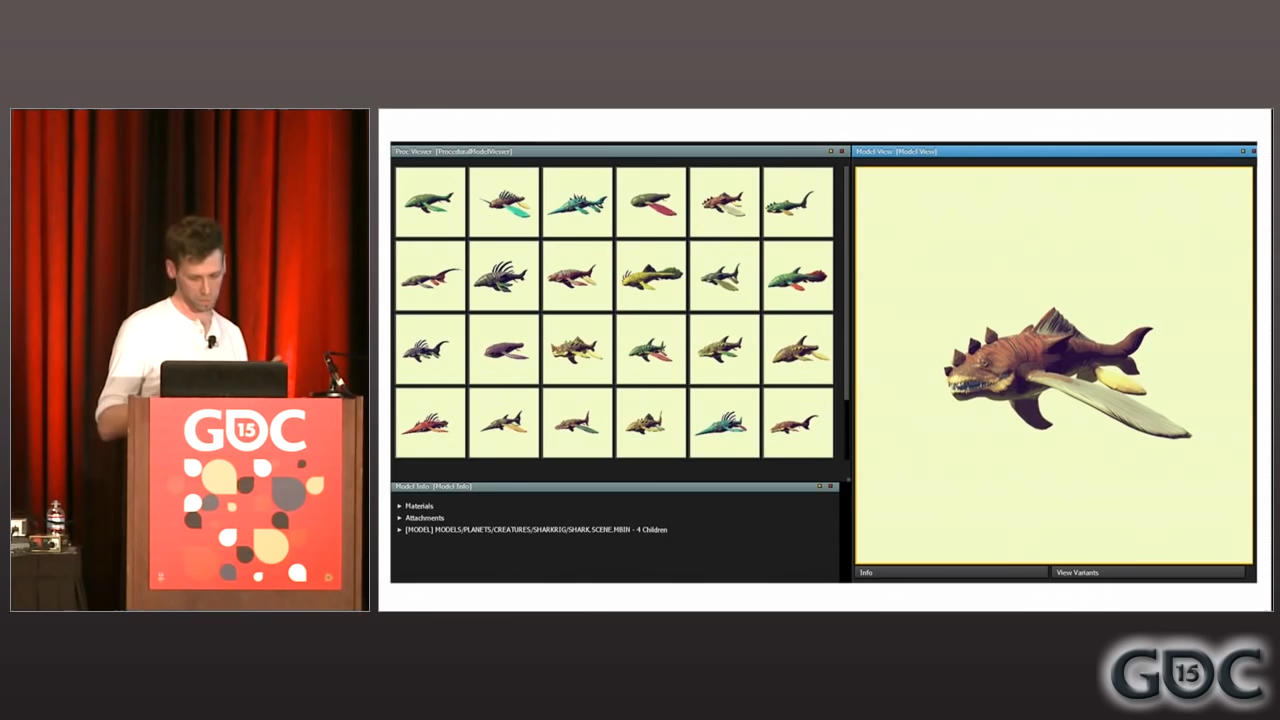 GDC 15
Proc Viewer [ProceduralModelViewer]
Model View [Model View]
Model Info [Model Info]
Materials
Attachments
[MODEL] MODELS/PLANETS/CREATURES/SHARKRIG/SHARK.SCENE.MBIN - 4 Children
Info
View Variants
GDC 15